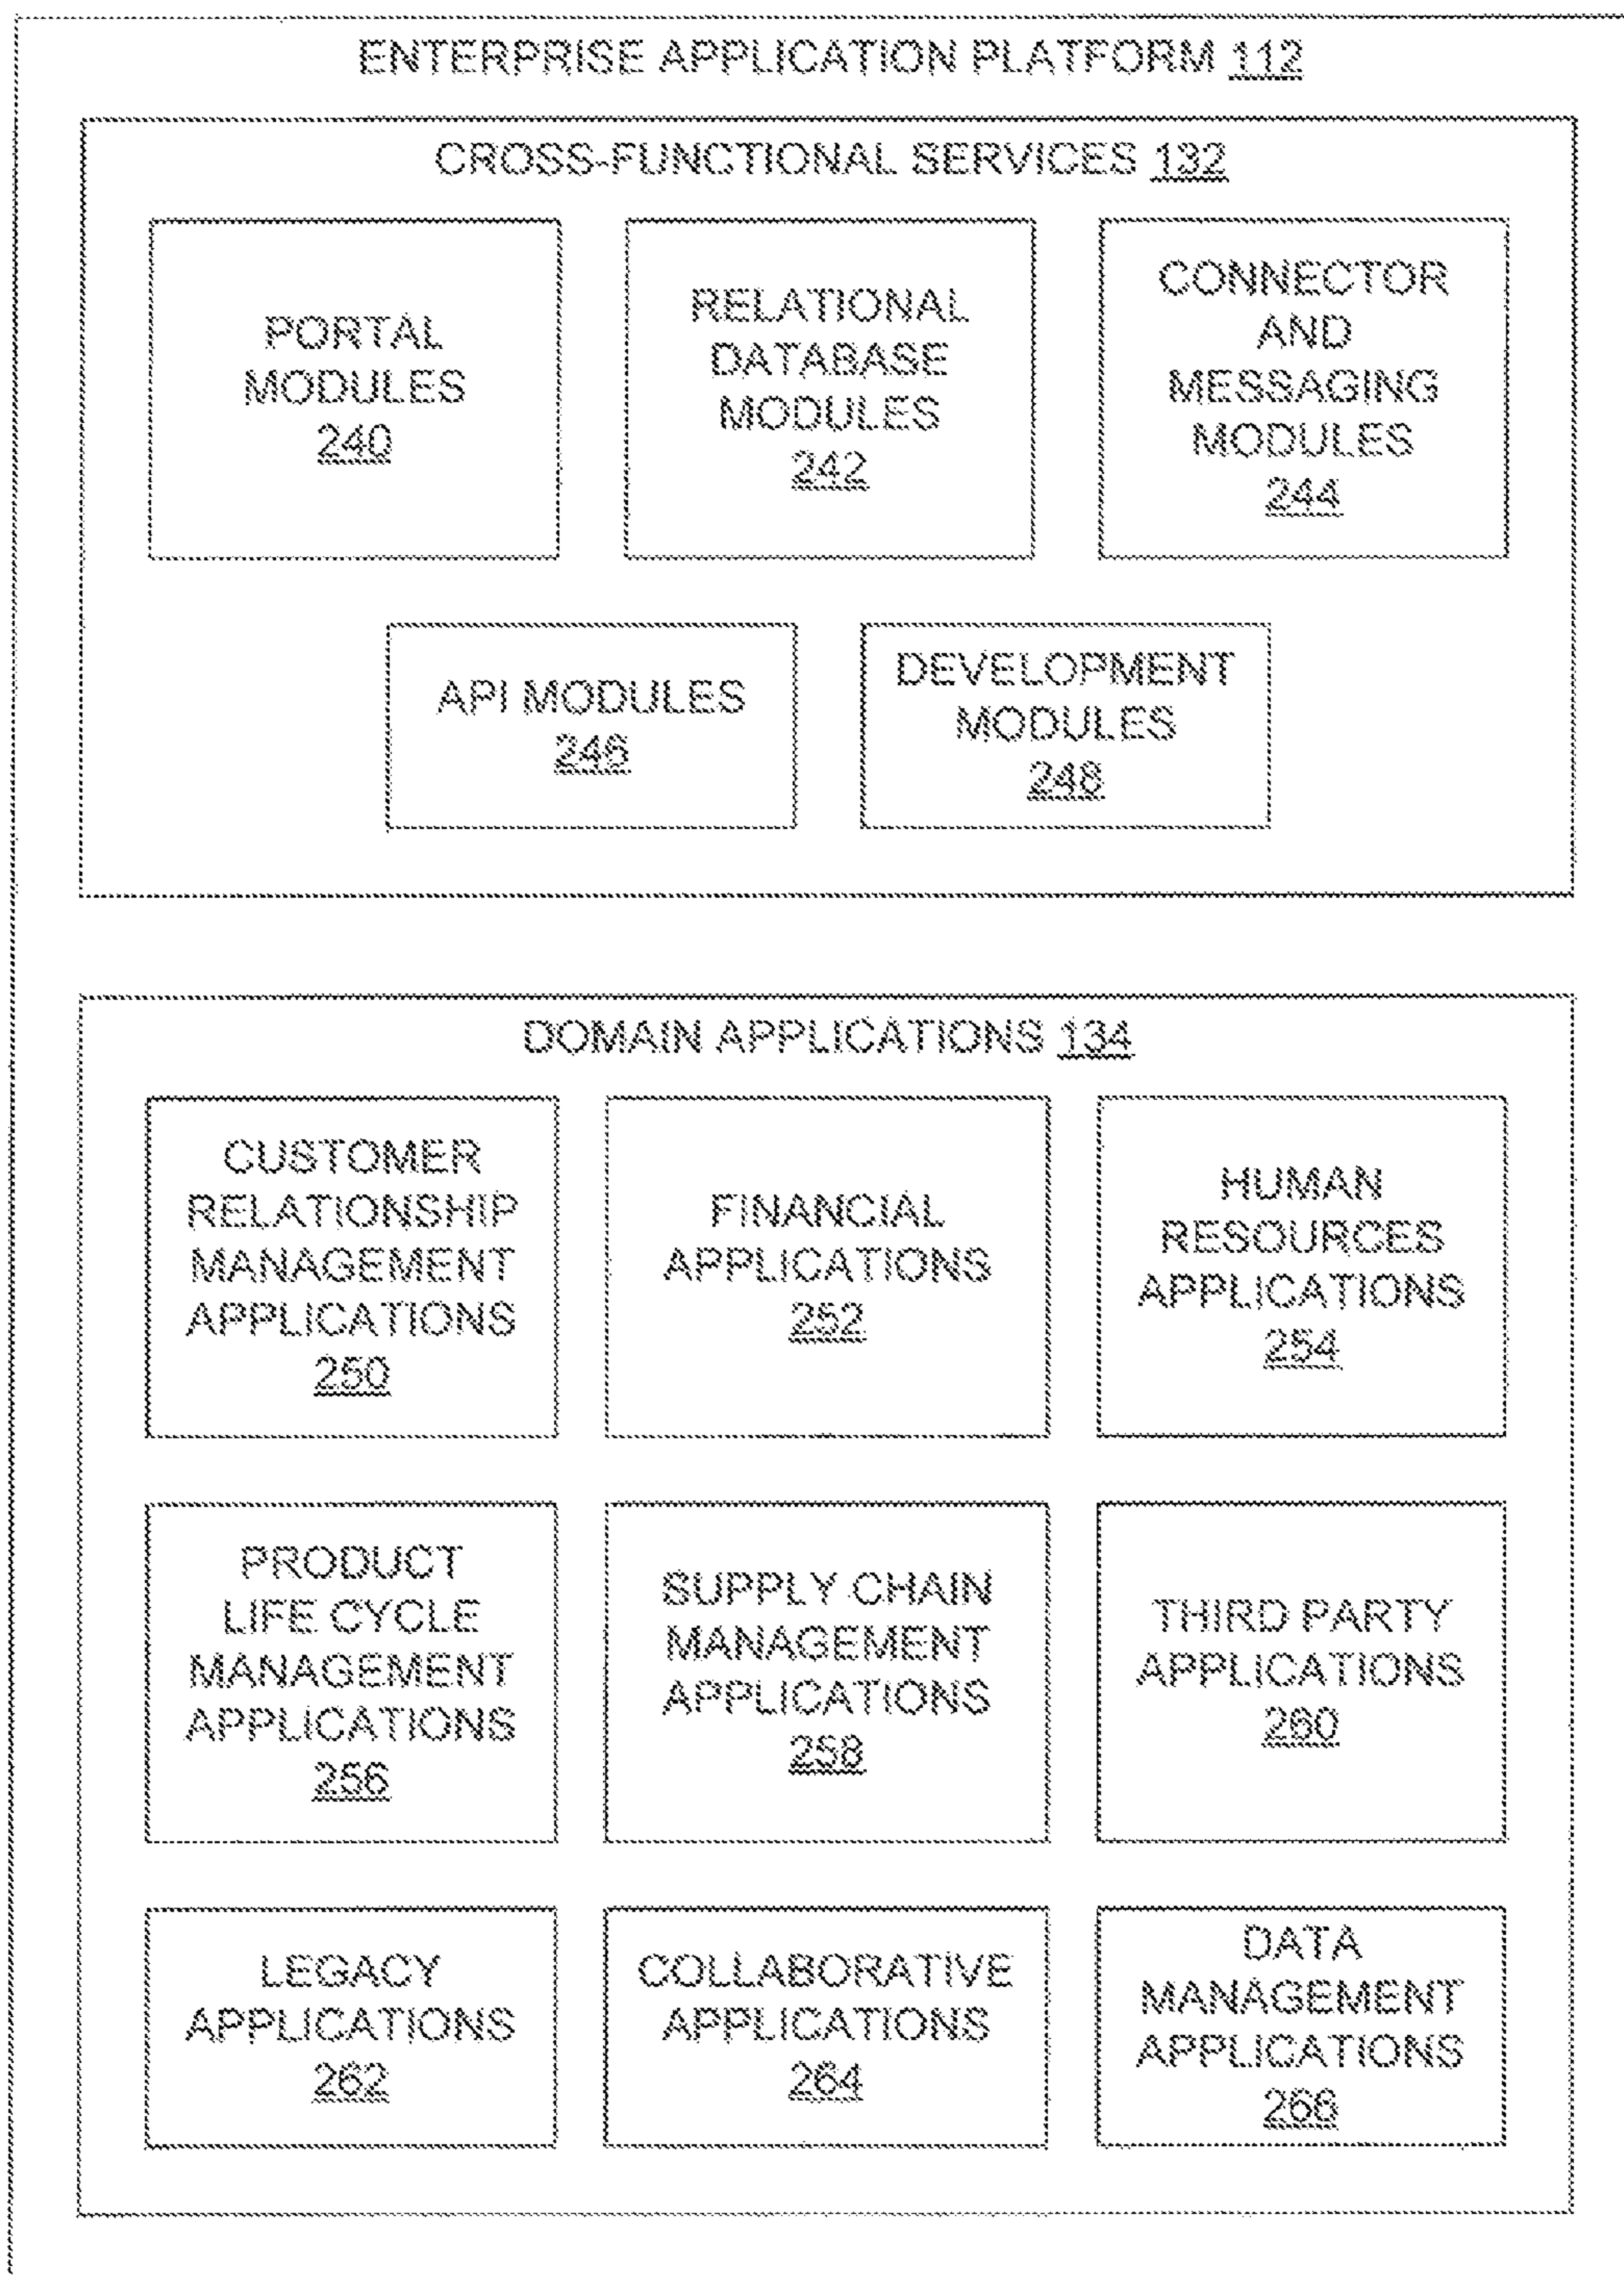 ENTERPRISE APPLICATION PLATFORM 112
CROSS-FUNCTIONAL SERVICES 132
PORTAL
MODULES
240
RELATIONAL
DATABASE
MODULES
242
CONNECTOR
AND
MESSAGING
MODULES
244
API MODULES
246
DEVELOPMENT
MODULES
248
DOMAIN APPLICATIONS 134
CUSTOMER
RELATIONSHIP
MANAGEMENT
APPLICATIONS
250
FINANCIAL
APPLICATIONS
252
HUMAN
RESOURCES
APPLICATIONS
254
PRODUCT
LIFE CYCLE
MANAGEMENT
APPLICATIONS
256
SUPPLY CHAIN
MANAGEMENT
APPLICATIONS
258
THIRD PARTY
APPLICATIONS
260
LEGACY
APPLICATIONS
262
COLLABORATIVE
APPLICATIONS
264
DATA
MANAGEMENT
APPLICATIONS
266